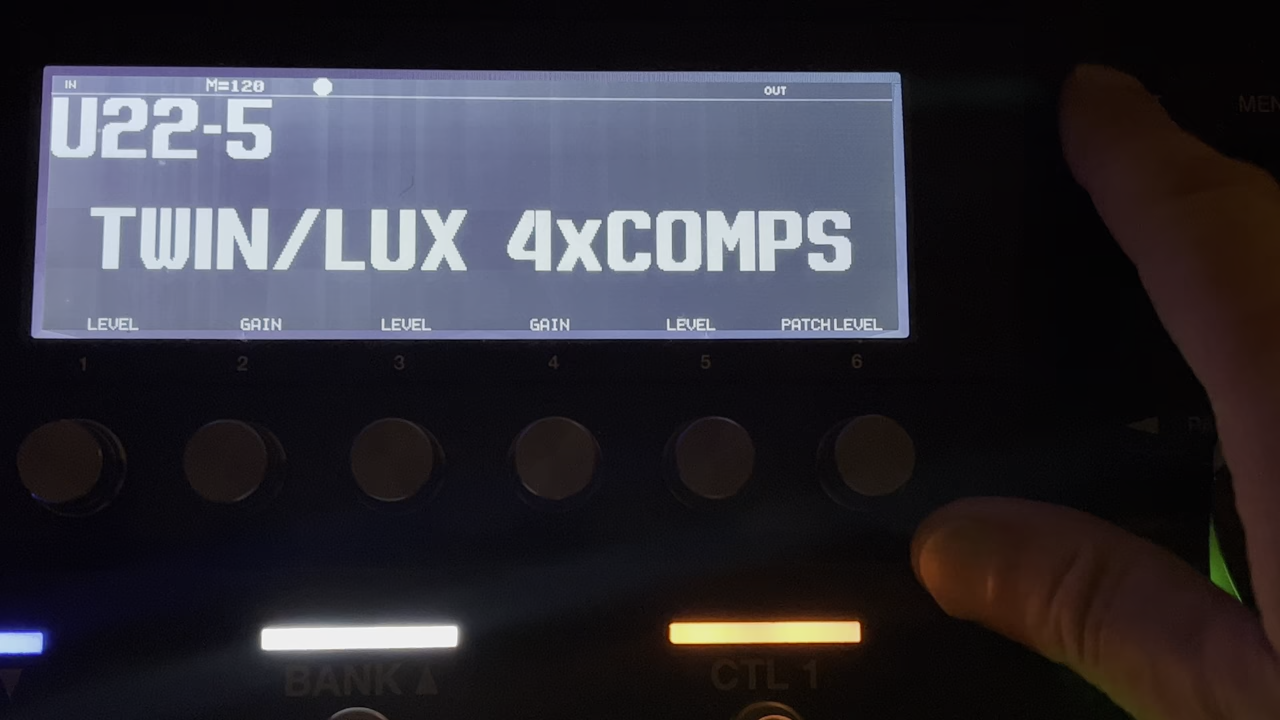 IN M=120 OUT
U22-5
TWIN/LUX 4xCOMPS
LEVEL GAIN LEVEL GAIN LEVEL PATCH LEVEL
1 2 3 4 5 6
BANK ▲ CTL 1